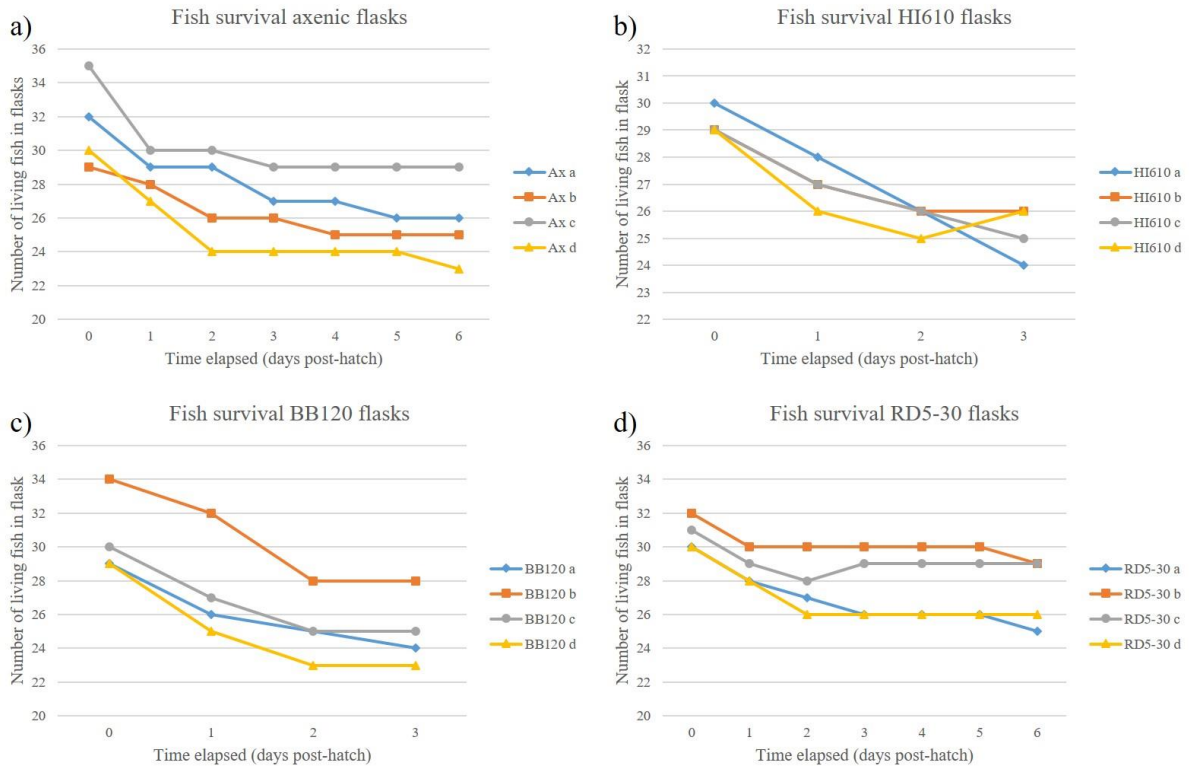 a)
Fish survival axenic flasks
Number of living fish in flasks
36
34
32
30
28
26
24
22
20
0 1 2 3 4 5 6
Time elapsed (days post-hatch)
Ax a
Ax b
Ax c
Ax d
b)
Fish survival HI610 flasks
Number of living fish in flask
32
31
30
29
28
27
26
25
24
23
22
0 1 2 3
Time elapsed (days post-hatch)
HI610 a
HI610 b
HI610 c
HI610 d
c)
Fish survival BB120 flasks
Number of living fish in flask
36
34
32
30
28
26
24
22
20
0 1 2 3
Time elapsed (days post-hatch)
BB120 a
BB120 b
BB120 c
BB120 d
d)
Fish survival RD5-30 flasks
Number of living fish in flask
36
34
32
30
28
26
24
22
20
0 1 2 3 4 5 6
Time elapsed (days post-hatch)
RD5-30 a
RD5-30 b
RD5-30 c
RD5-30 d